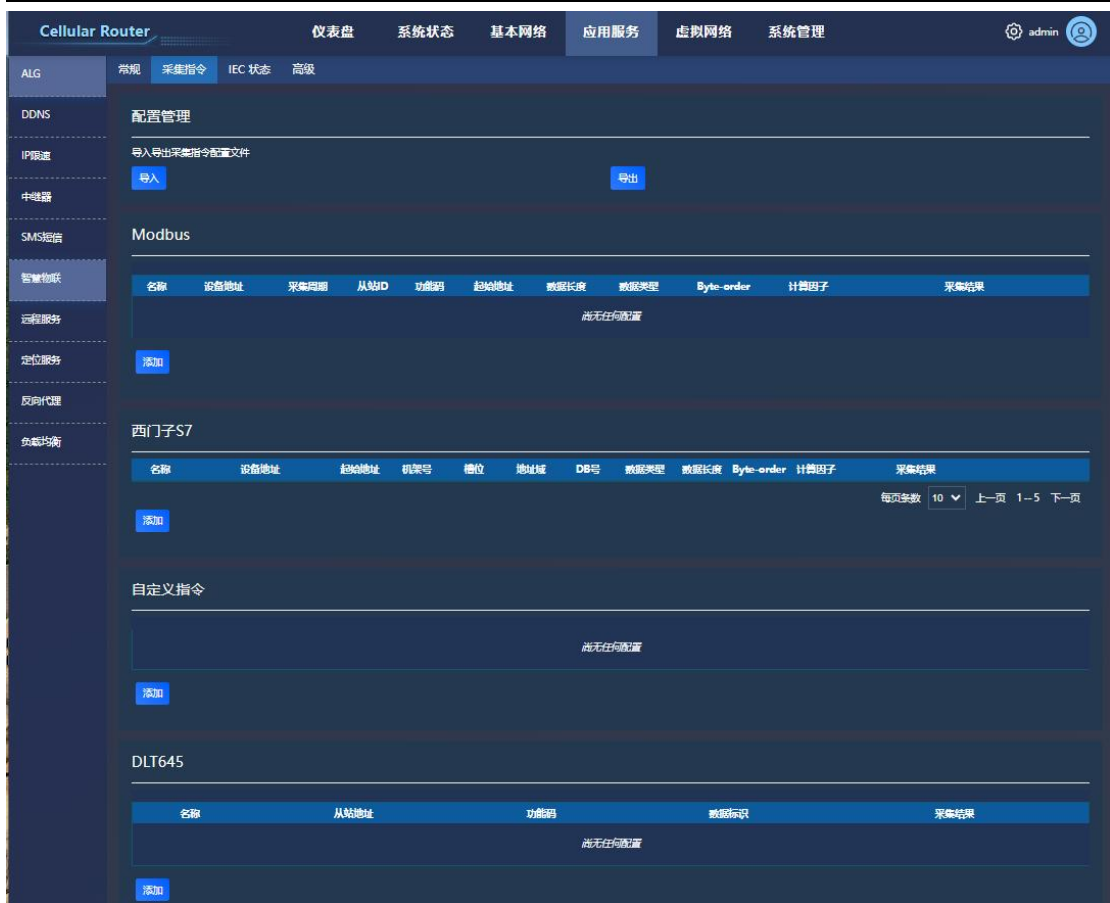 Cellular Router 仪表盘 系统状态 基本网络 应用服务 虚拟网络 系统管理 admin
ALG
DDNS
IP限速
中继器
SMS短信
智慧物联
远程服务
定位服务
反向代理
负载均衡
常规 采集指令 IEC 状态 高级
配置管理
导入导出采集指令配置文件
导入 导出
Modbus
名称 设备地址 采集周期 从站ID 功能码 起始地址 数据长度 数据类型 Byte-order 计算因子 采集结果
尚无任何配置
添加
西门子S7
名称 设备地址 起始地址 机架号 槽位 地址域 DB号 数据类型 数据长度 Byte-order 计算因子 采集结果
每页条数 10 上一页 1--5 下一页
添加
自定义指令
尚无任何配置
添加
DLT645
名称 从站地址 功能码 数据标识 采集结果
尚无任何配置
添加